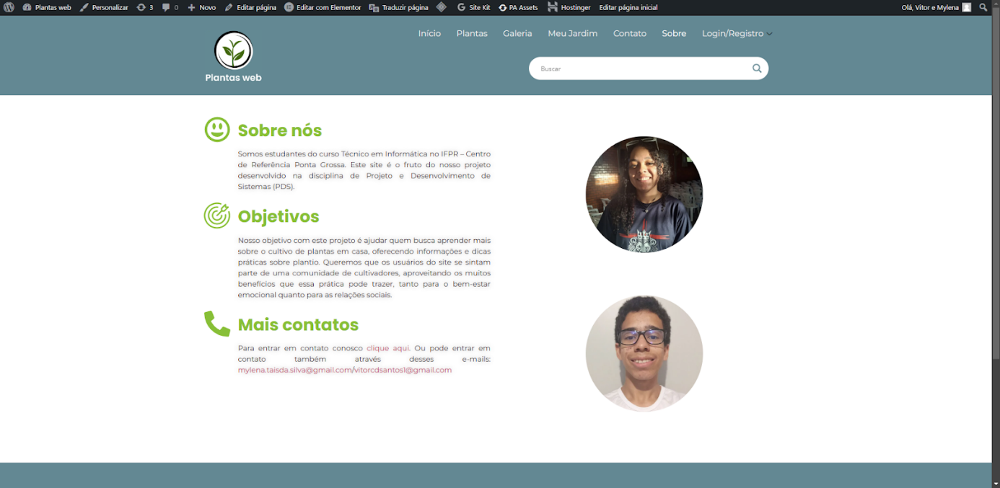 Plantas web Personalizar 3 0 Novo Editar página Editar com Elementor Traduzir página Site Kit PA Assets Hostinger Editar página inicial Olá, Vitor e Mylena
Início Plantas Galeria Meu Jardim Contato Sobre Login/Registro
Buscar
Plantas web
Sobre nós
Somos estudantes do curso Técnico em Informática no IFPR – Centro
de Referência Ponta Grossa. Este site é o fruto do nosso projeto
desenvolvido na disciplina de Projeto e Desenvolvimento de
Sistemas (PDS).
Objetivos
Nosso objetivo com este projeto é ajudar quem busca aprender mais
sobre o cultivo de plantas em casa, oferecendo informações e dicas
práticas sobre plantio. Queremos que os usuários do site se sintam
parte de uma comunidade de cultivadores, aproveitando os muitos
benefícios que essa prática pode trazer, tanto para o bem-estar
emocional quanto para as relações sociais.
Mais contatos
Para entrar em contato conosco clique aqui. Ou pode entrar em
contato também através desses e-mails:
mylena.taisda.silva@gmail.com/vitorcdsantos1@gmail.com